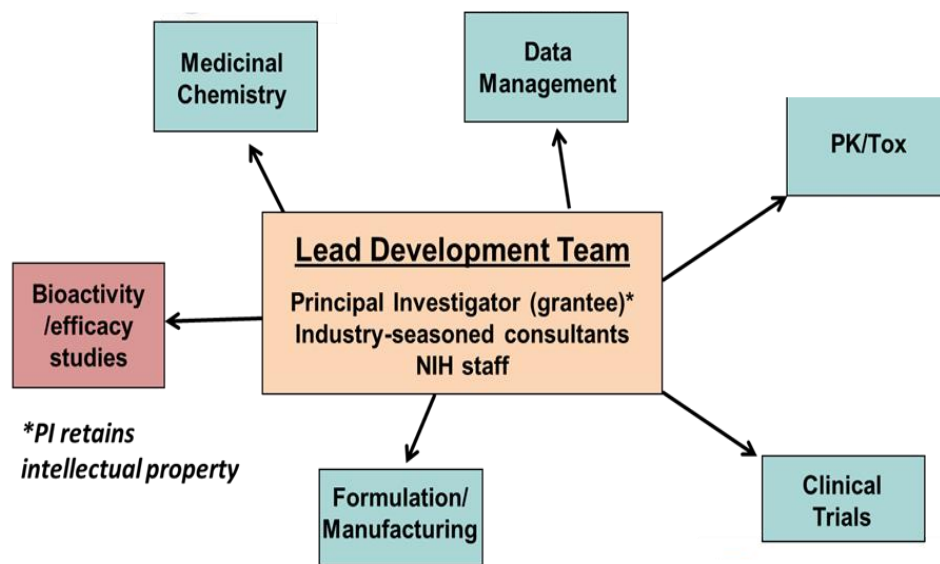 Medicinal
Chemistry
Data
Management
PK/Tox
Lead Development Team
Principal Investigator (grantee)*
Industry-seasoned consultants
NIH staff
Bioactivity
/efficacy
studies
*PI retains
intellectual property
Formulation/
Manufacturing
Clinical
Trials